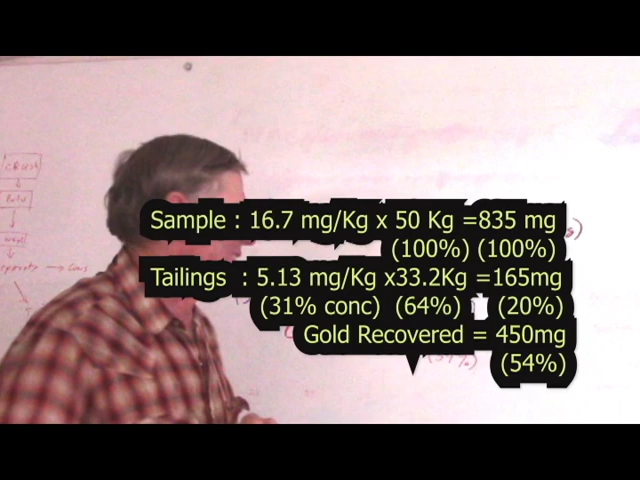 CRush
Sample : 16.7 mg/Kg x 50 Kg =835 mg
(100%) (100%)
Tailings : 5.13 mg/Kg x33.2Kg =165mg
(31% conc) (64%) (20%)
Gold Recovered = 450mg
(54%)